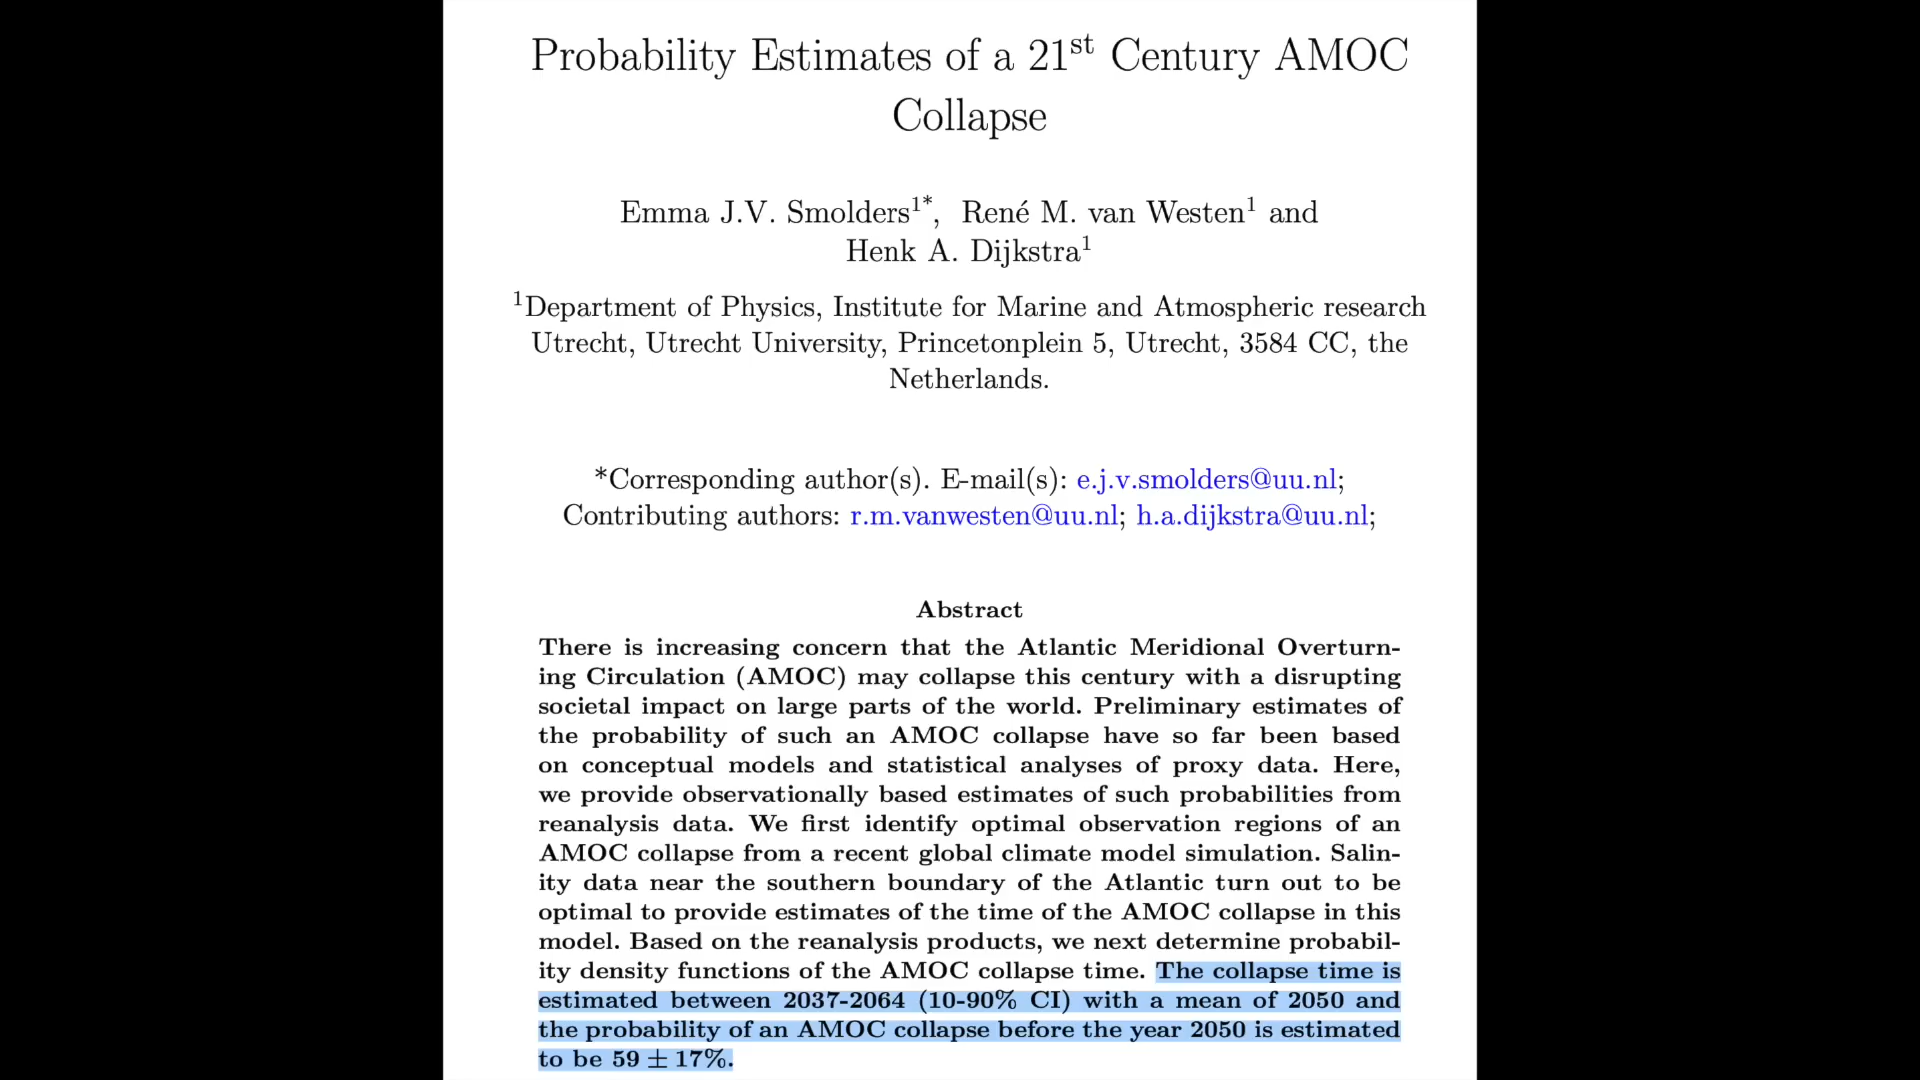 Probability Estimates of a 21st Century AMOC
Collapse
Emma J.V. Smolders1*, René M. van Westen1 and
Henk A. Dijkstra1
1Department of Physics, Institute for Marine and Atmospheric research
Utrecht, Utrecht University, Princetonplein 5, Utrecht, 3584 CC, the
Netherlands.
*Corresponding author(s). E-mail(s): e.j.v.smolders@uu.nl;
Contributing authors: r.m.vanwesten@uu.nl; h.a.dijkstra@uu.nl;
Abstract
There is increasing concern that the Atlantic Meridional Overturn-
ing Circulation (AMOC) may collapse this century with a disrupting
societal impact on large parts of the world. Preliminary estimates of
the probability of such an AMOC collapse have so far been based
on conceptual models and statistical analyses of proxy data. Here,
we provide observationally based estimates of such probabilities from
reanalysis data. We first identify optimal observation regions of an
AMOC collapse from a recent global climate model simulation. Salin-
ity data near the southern boundary of the Atlantic turn out to be
optimal to provide estimates of the time of the AMOC collapse in this
model. Based on the reanalysis products, we next determine probabil-
ity density functions of the AMOC collapse time. The collapse time is
estimated between 2037-2064 (10-90% CI) with a mean of 2050 and
the probability of an AMOC collapse before the year 2050 is estimated
to be 59 ± 17%.